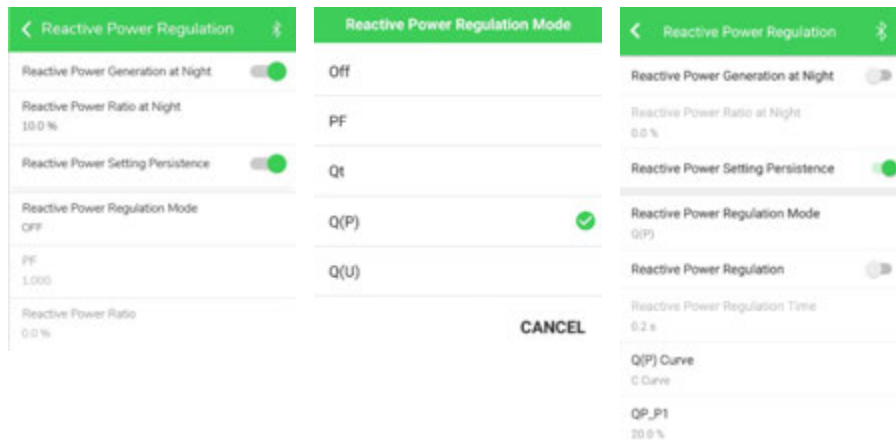 Reactive Power Regulation
Reactive Power Generation at Night
Reactive Power Ratio at Night
10.0 %
Reactive Power Setting Persistence
Reactive Power Regulation Mode
OFF
PF
1.000
Reactive Power Ratio
0.0 %
Reactive Power Regulation Mode
Off
PF
Qt
Q(P)
Q(U)
CANCEL
Reactive Power Regulation
Reactive Power Generation at Night
Reactive Power Ratio at Night
0.0 %
Reactive Power Setting Persistence
Reactive Power Regulation Mode
Q(P)
Reactive Power Regulation
Reactive Power Regulation Time
0.2 s
Q(P) Curve
C Curve
QP_P1
20.0 %